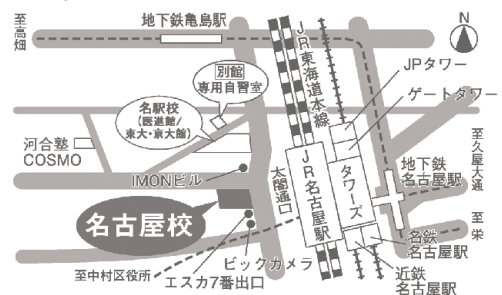 至高畑
地下鉄亀島駅
N
JR東海道本線
JPタワー
ゲートタワー
別館
専用自習室
名駅校
(医進館/
東大・京大館)
河合塾
COSMO
IMONビル
太閤通口
JR名古屋駅
タワーズ
地下鉄
名古屋駅
至久屋大通
至栄
名古屋校
名鉄
名古屋駅
近鉄
名古屋駅
ビックカメラ
エスカ7番出口
至中村区役所